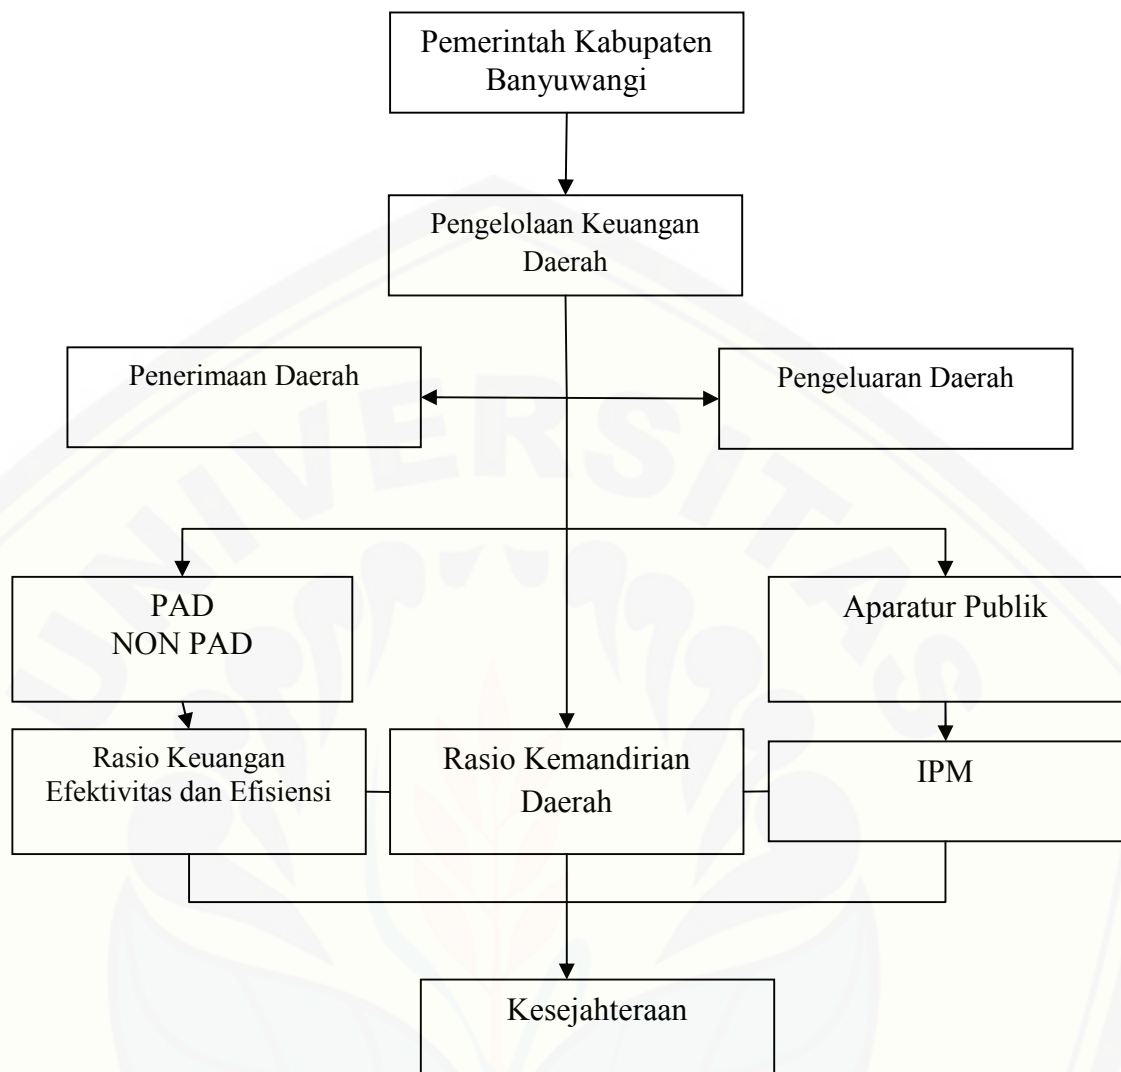 Pemerintah Kabupaten
Banyuwangi
Pengelolaan Keuangan
Daerah
Penerimaan Daerah
Pengeluaran Daerah
UNIVERSITAS
PAD
NON PAD
Aparatur Publik
Rasio Keuangan
Efektivitas dan Efisiensi
Rasio Kemandirian
Daerah
IPM
Kesejahteraan